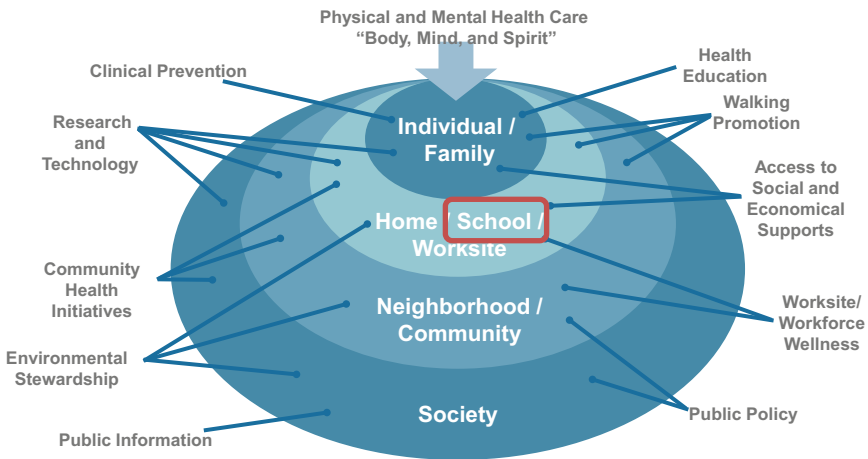 Physical and Mental Health Care
“Body, Mind, and Spirit”
Clinical Prevention
Health
Education
Research
and
Technology
Walking
Promotion
Individual /
Family
Access to
Social and
Economical
Supports
Home / School /
Worksite
Community
Health
Initiatives
Neighborhood /
Community
Worksite/
Workforce
Wellness
Environmental
Stewardship
Society
Public Policy
Public Information